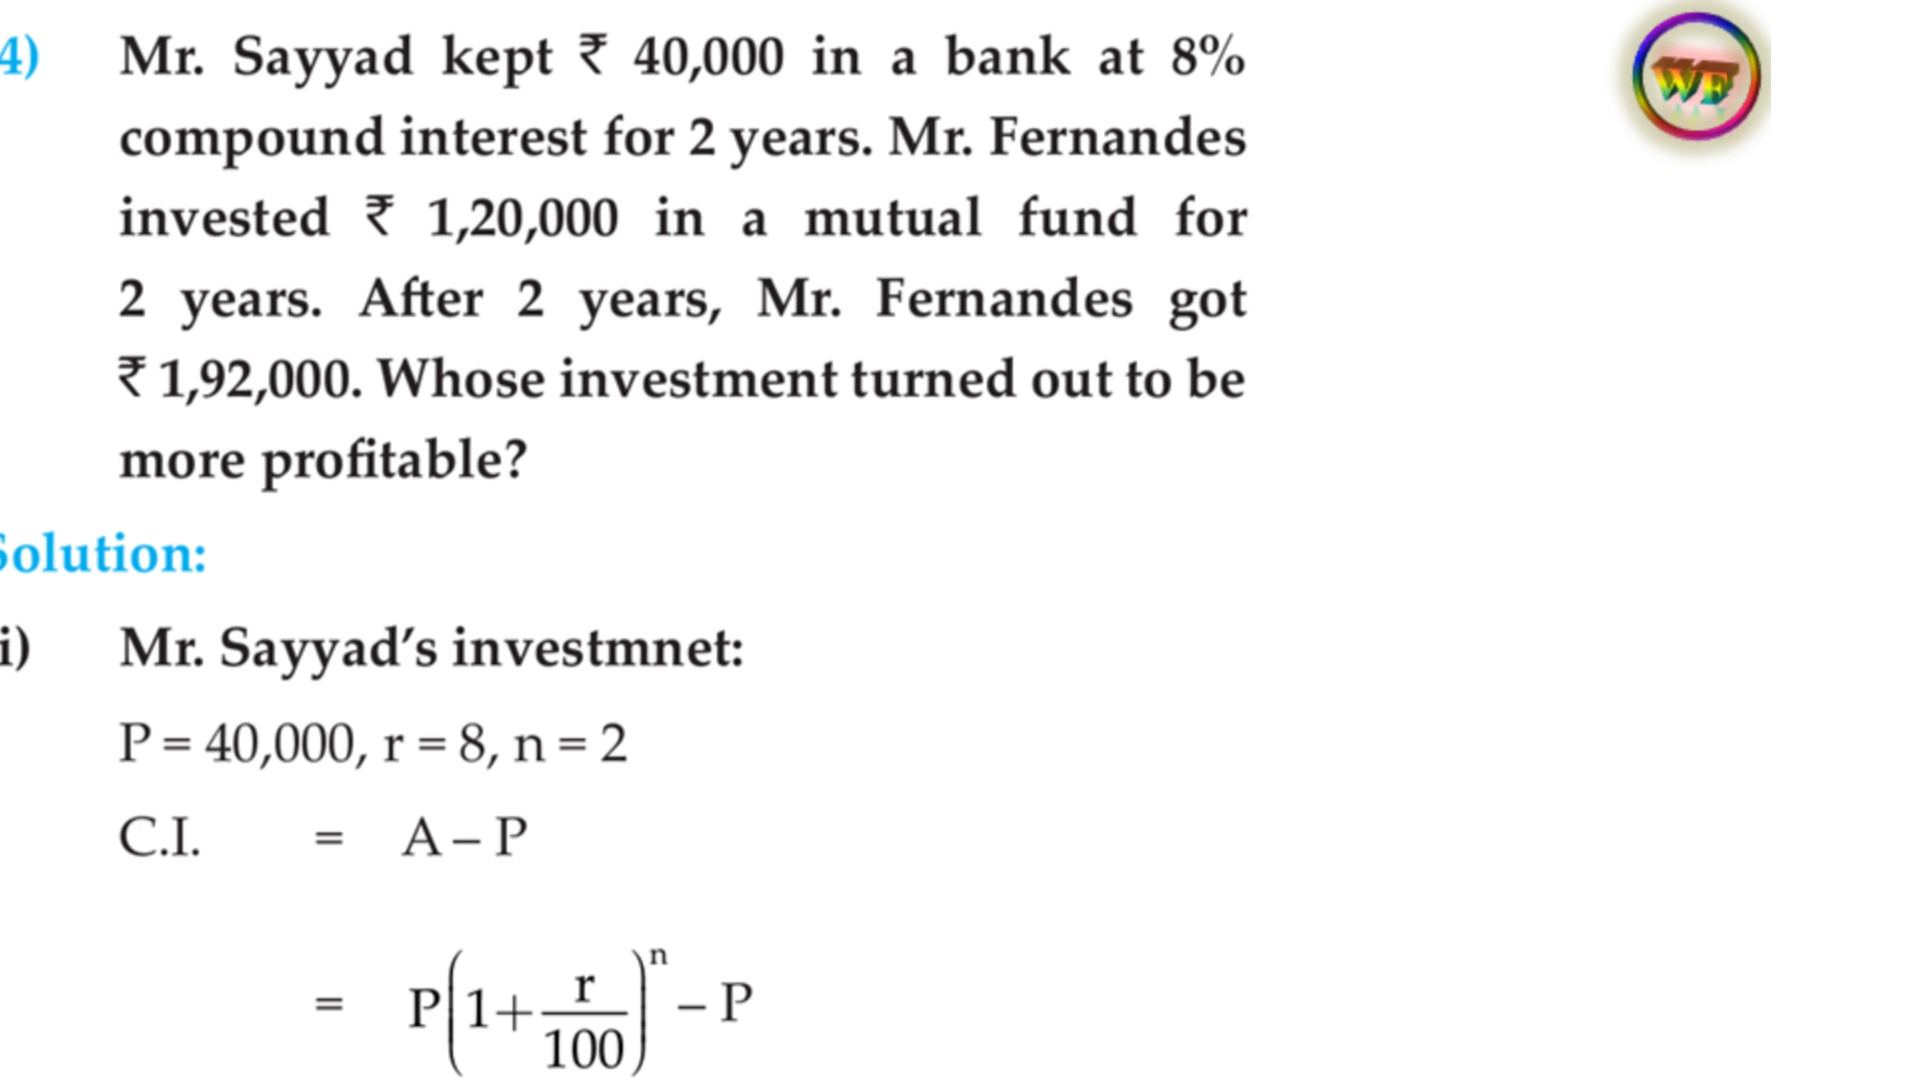 4) Mr. Sayyad kept ₹ 40,000 in a bank at 8%
compound interest for 2 years. Mr. Fernandes
invested ₹ 1,20,000 in a mutual fund for
2 years. After 2 years, Mr. Fernandes got
₹ 1,92,000. Whose investment turned out to be
more profitable?
WF
Solution:
i) Mr. Sayyad’s investmnet:
P = 40,000, r = 8, n = 2
C.I. = A – P
= P(1+r/100)^n – P